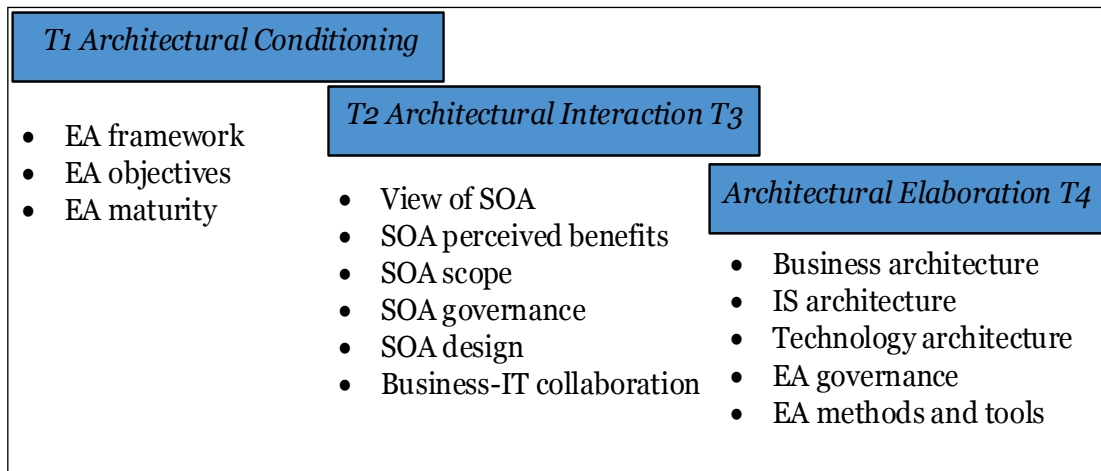 T1 Architectural Conditioning
• EA framework
• EA objectives
• EA maturity
T2 Architectural Interaction T3
• View of SOA
• SOA perceived benefits
• SOA scope
• SOA governance
• SOA design
• Business-IT collaboration
Architectural Elaboration T4
• Business architecture
• IS architecture
• Technology architecture
• EA governance
• EA methods and tools